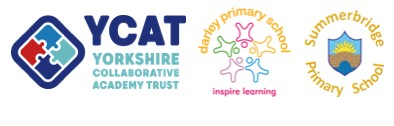 YCAT
YORKSHIRE
COLLABORATIVE
ACADEMY TRUST
darley primary school
inspire learning
Summerbridge
Primary School